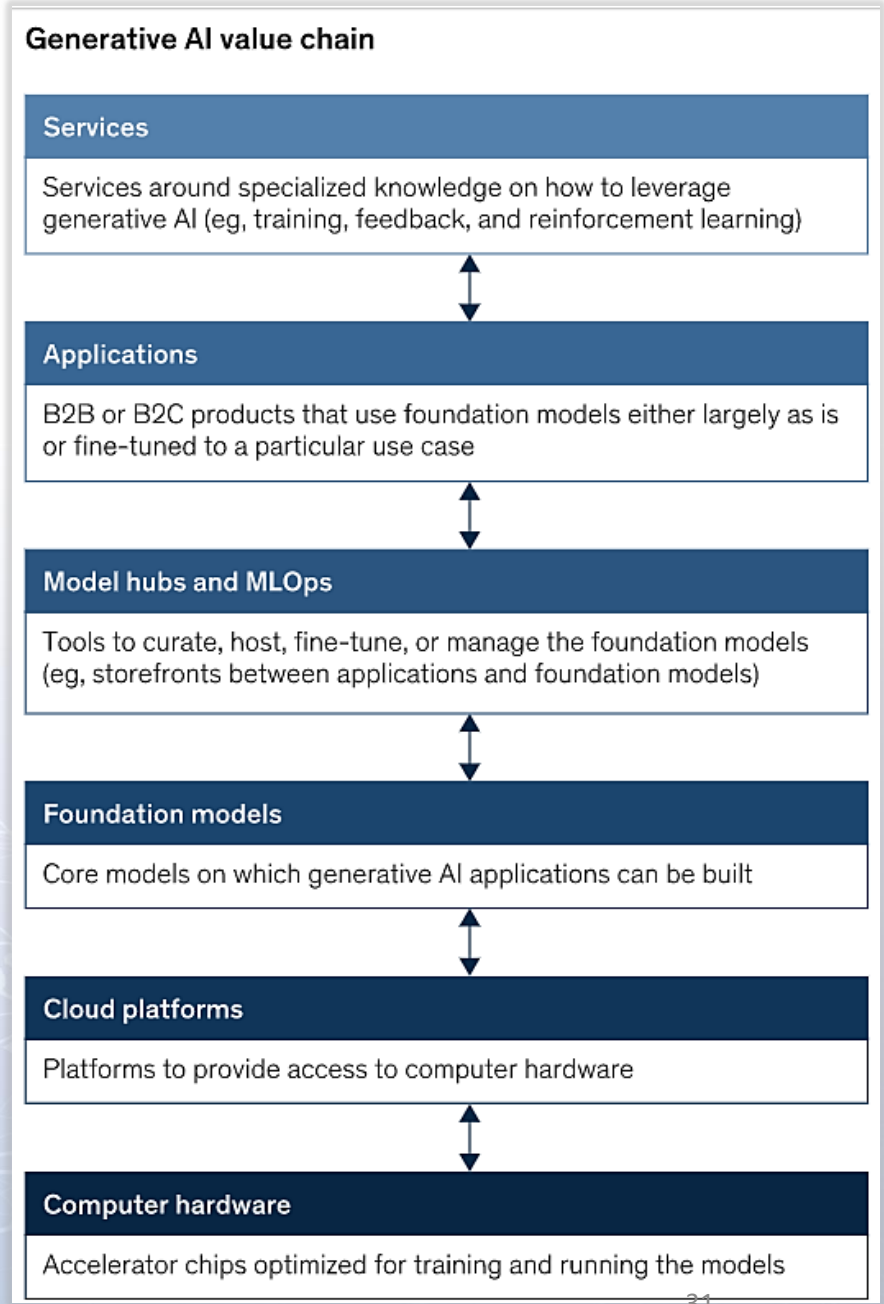 Generative AI value chain
Services
Services around specialized knowledge on how to leverage
generative AI (eg, training, feedback, and reinforcement learning)
Applications
B2B or B2C products that use foundation models either largely as is
or fine-tuned to a particular use case
Model hubs and MLOps
Tools to curate, host, fine-tune, or manage the foundation models
(eg, storefronts between applications and foundation models)
Foundation models
Core models on which generative AI applications can be built
Cloud platforms
Platforms to provide access to computer hardware
Computer hardware
Accelerator chips optimized for training and running the models